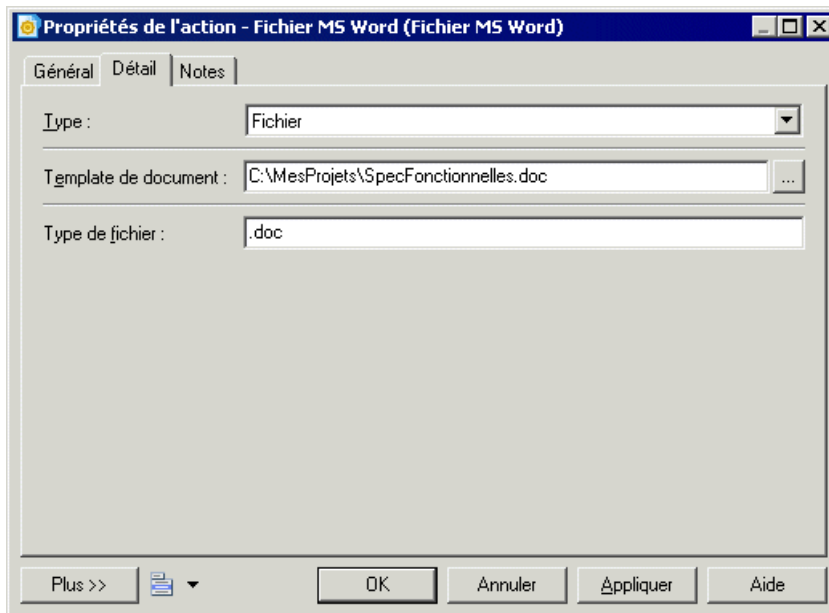 Propriétés de l'action - Fichier MS Word (Fichier MS Word)
Général Détail Notes
Type : Fichier
Template de document : C:\MesProjets\SpecFonctionnelles.doc ...
Type de fichier : .doc
Plus >> OK Annuler Appliquer Aide